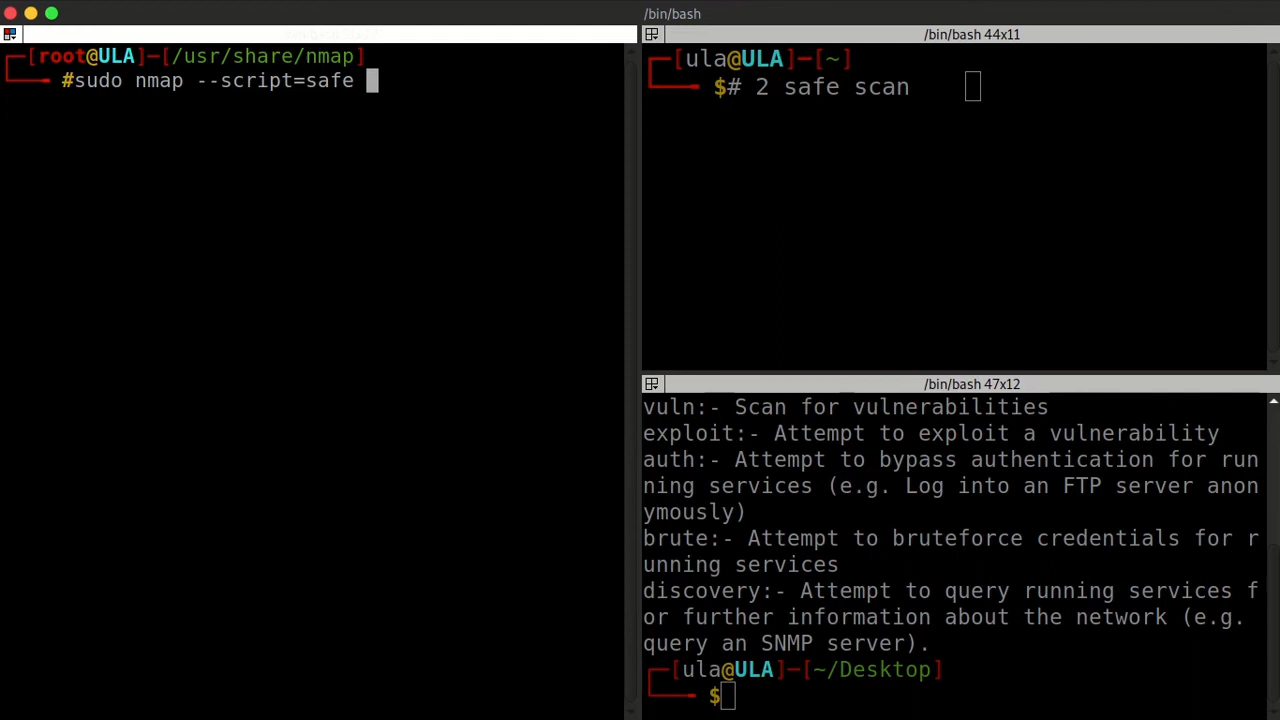 /bin/bash
[root@ULA]─[/usr/share/nmap]
#sudo nmap --script=safe
/bin/bash 44x11
[ula@ULA]─[~]
$# 2 safe scan
/bin/bash 47x12
vuln:- Scan for vulnerabilities
exploit:- Attempt to exploit a vulnerability
auth:- Attempt to bypass authentication for run
ning services (e.g. Log into an FTP server anon
ymously)
brute:- Attempt to bruteforce credentials for r
unning services
discovery:- Attempt to query running services f
or further information about the network (e.g.
query an SNMP server).
[ula@ULA]─[~/Desktop]
$